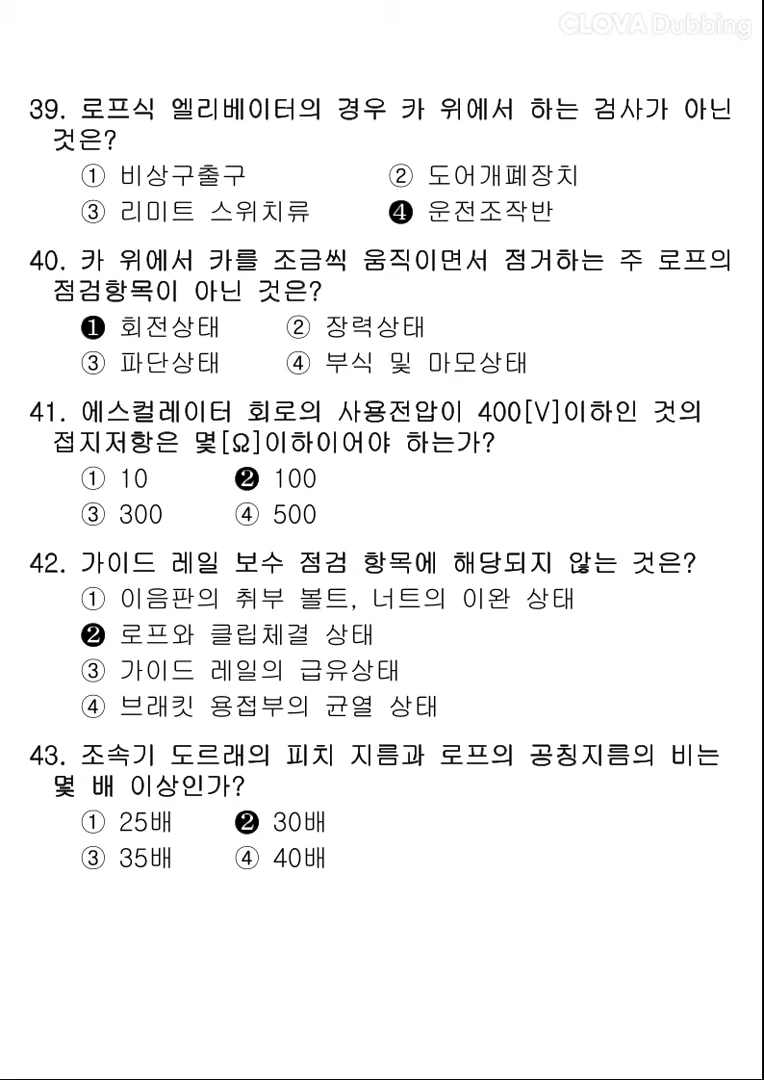 CLOVA Dubbing
39. 로프식 엘리베이터의 경우 카 위에서 하는 검사가 아닌
것은?
① 비상구출구 ② 도어개폐장치
③ 리미트 스위치류 ❹ 운전조작반
40. 카 위에서 카를 조금씩 움직이면서 점거하는 주 로프의
점검항목이 아닌 것은?
❶ 회전상태 ② 장력상태
③ 파단상태 ④ 부식 및 마모상태
41. 에스컬레이터 회로의 사용전압이 400[V]이하인 것의
접지저항은 몇[Ω]이하이어야 하는가?
① 10 ❷ 100
③ 300 ④ 500
42. 가이드 레일 보수 점검 항목에 해당되지 않는 것은?
① 이음판의 취부 볼트, 너트의 이완 상태
❷ 로프와 클립체결 상태
③ 가이드 레일의 급유상태
④ 브래킷 용접부의 균열 상태
43. 조속기 도르래의 피치 지름과 로프의 공칭지름의 비는
몇 배 이상인가?
① 25배 ❷ 30배
③ 35배 ④ 40배